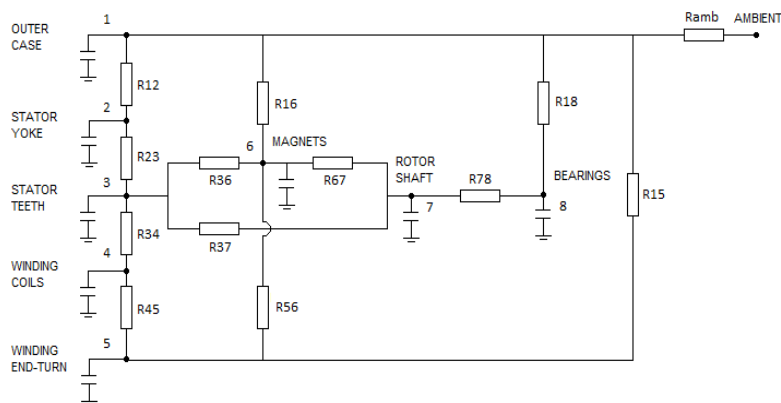 OUTER
CASE
1
Ramb
AMBIENT
R12
R16
R18
STATOR
YOKE
2
R23
6
MAGNETS
R36
R67
ROTOR
SHAFT
R78
BEARINGS
STATOR
TEETH
3
R15
7
8
R34
R37
4
WINDING
COILS
R45
R56
WINDING
END-TURN
5